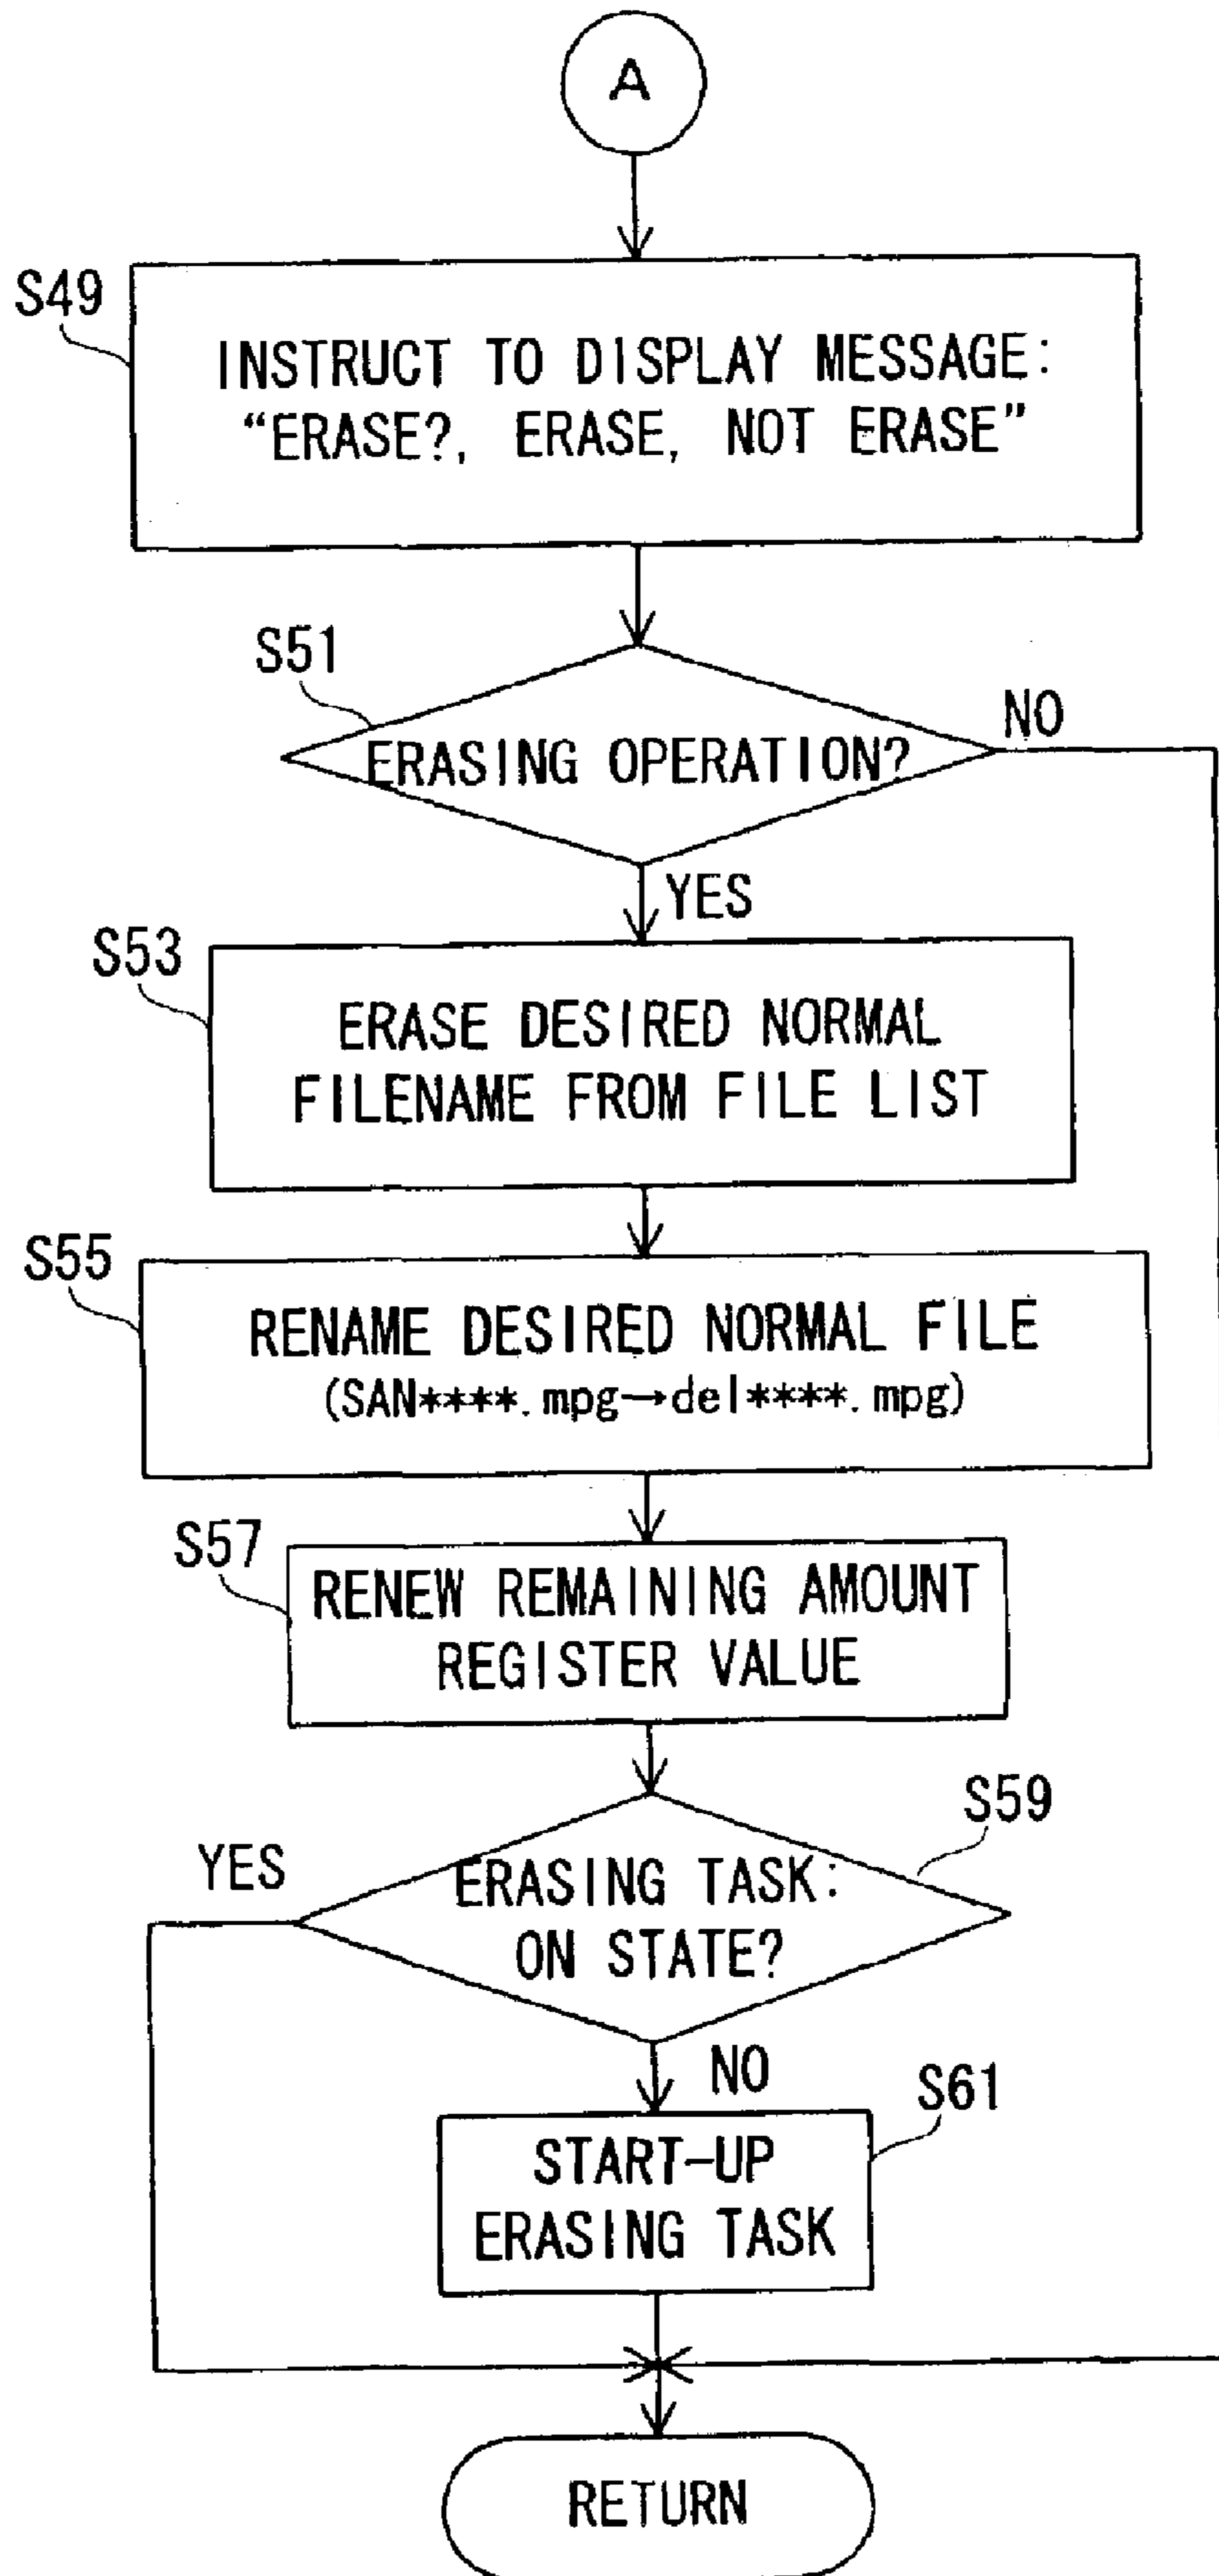 A
S49
INSTRUCT TO DISPLAY MESSAGE:
“ERASE?, ERASE, NOT ERASE”
S51
ERASING OPERATION?
NO
YES
S53
ERASE DESIRED NORMAL
FILENAME FROM FILE LIST
S55
RENAME DESIRED NORMAL FILE
(SAN****.mpg→del****.mpg)
S57
RENEW REMAINING AMOUNT
REGISTER VALUE
S59
YES
ERASING TASK:
ON STATE?
NO
S61
START-UP
ERASING TASK
RETURN